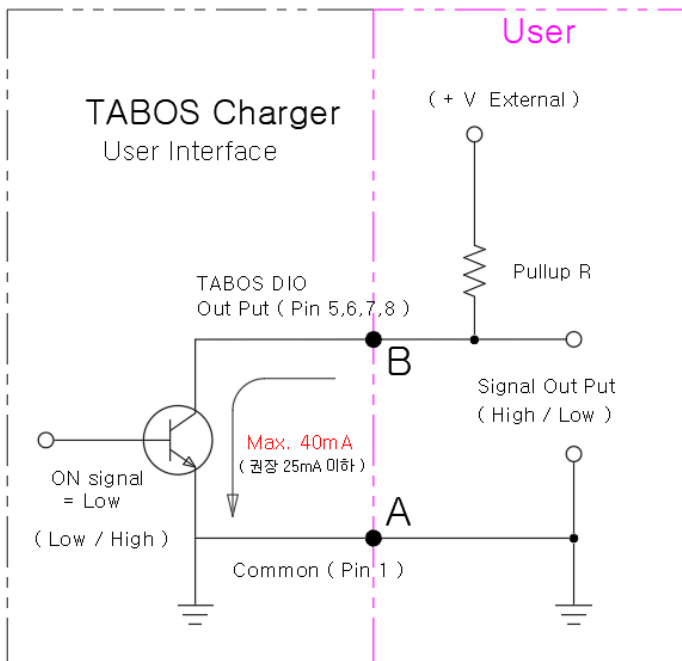 User
TABOS Charger
User Interface
( + V External )
Pullup R
TABOS DIO
Out Put ( Pin 5,6,7,8 )
B
Signal Out Put
( High / Low )
Max. 40mA
( 권장 25mA 이하 )
ON signal
= Low
( Low / High )
A
Common ( Pin 1 )